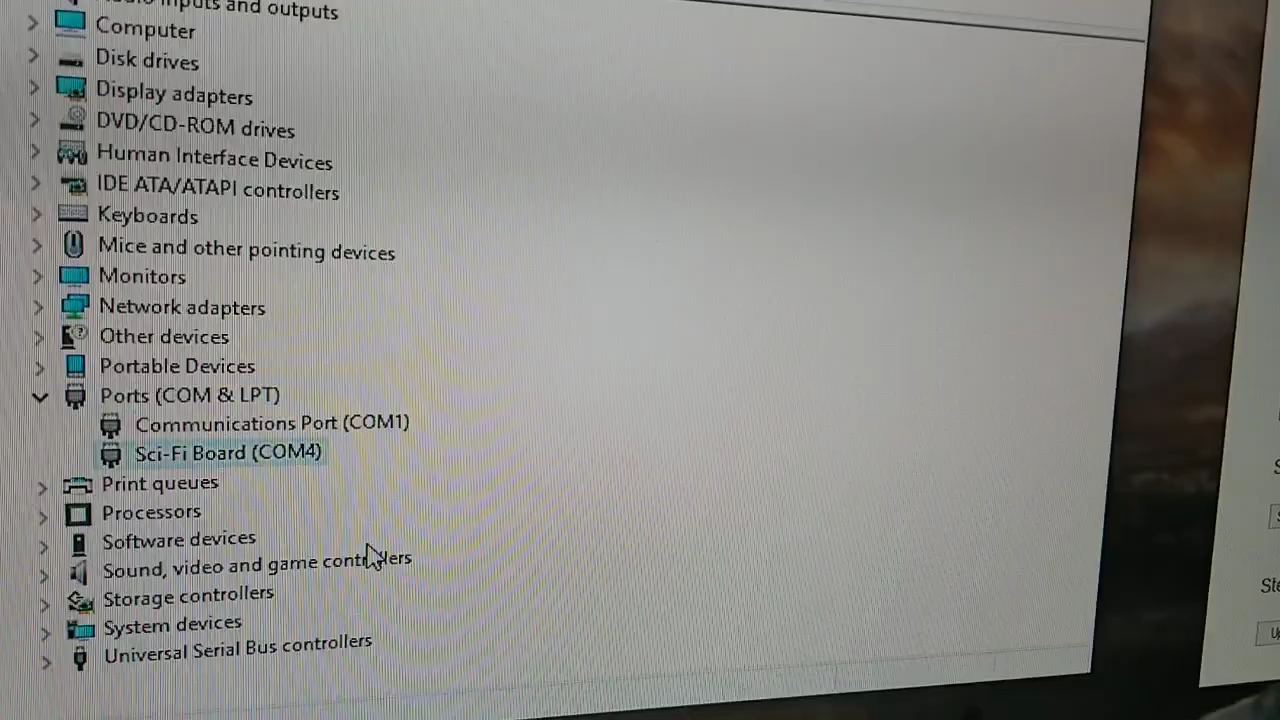 inputs and outputs
Computer
Disk drives
Display adapters
DVD/CD-ROM drives
Human Interface Devices
IDE ATA/ATAPI controllers
Keyboards
Mice and other pointing devices
Monitors
Network adapters
Other devices
Portable Devices
Ports (COM & LPT)
Communications Port (COM1)
Sci-Fi Board (COM4)
Print queues
Processors
Software devices
Sound, video and game controllers
Storage controllers
System devices
Universal Serial Bus controllers